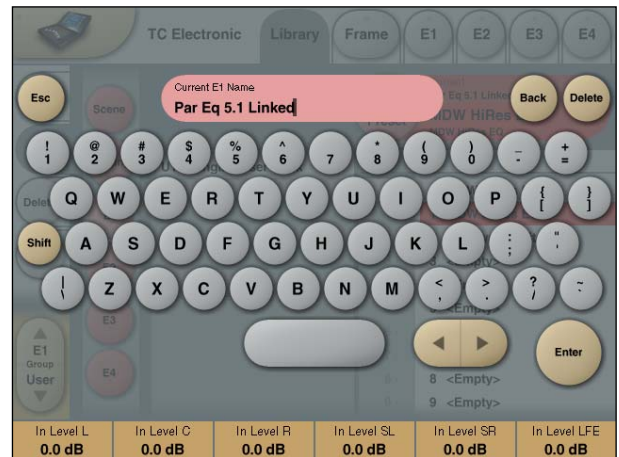 TC Electronic Library Frame E1 E2 E3 E4
Current E1 Name
Par Eq 5.1 Linked
Esc Back Delete
Scene
Preset
! @ # $ % ^ * ( ) _ +
1 2 3 4 5 6 7 8 9 0 - =
Q W E R T Y U I O P { }
[ ]
Shift A S D F G H J K L : "
; '
| Z X C V B N M < > ? ~
\ , . /
E3
E1
Group
User
E4
Enter
8 <Empty>
9 <Empty>
In Level L In Level C In Level R In Level SL In Level SR In Level LFE
0.0 dB 0.0 dB 0.0 dB 0.0 dB 0.0 dB 0.0 dB